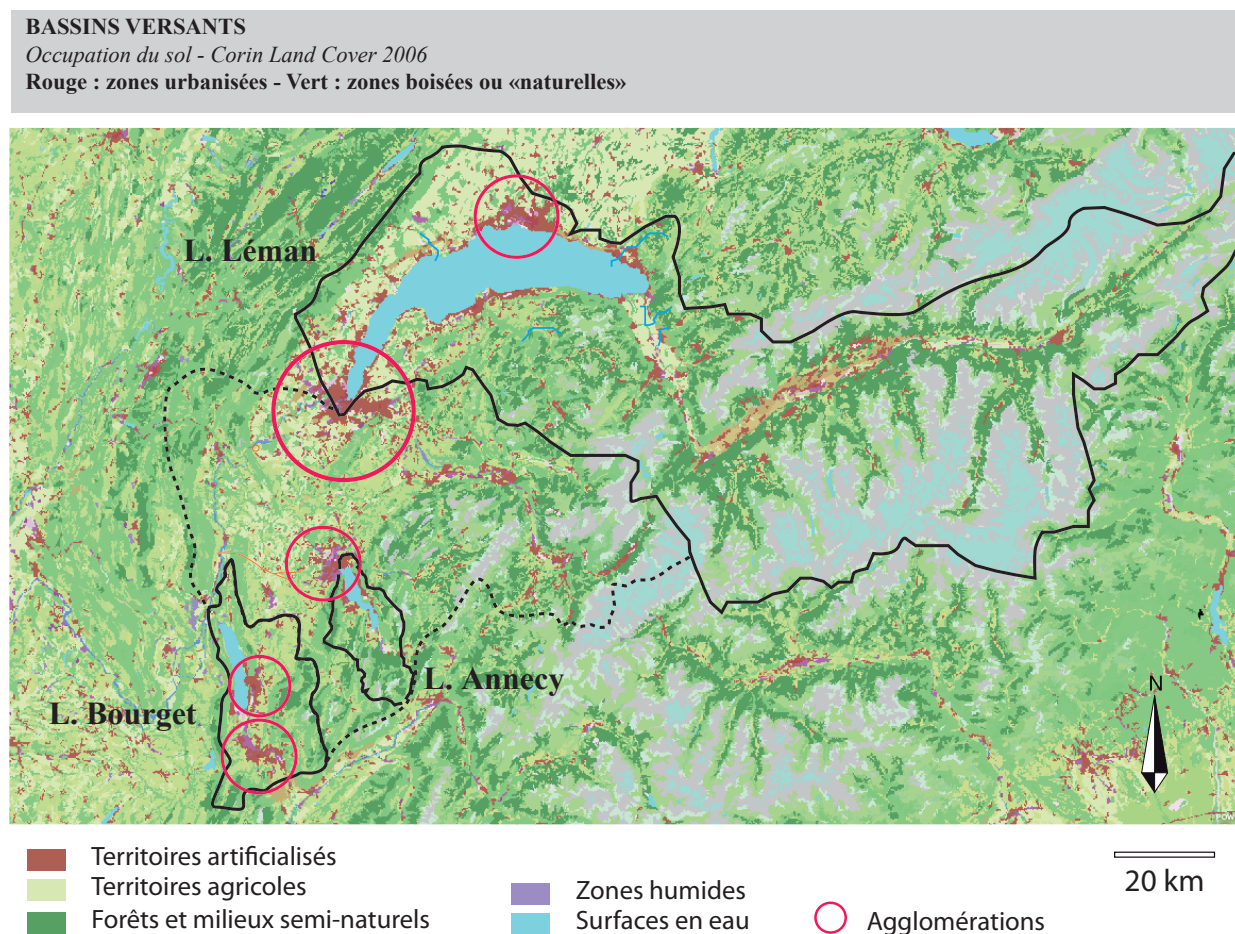 BASSINS VERSANTS
Occupation du sol - Corin Land Cover 2006
Rouge : zones urbanisées - Vert : zones boisées ou «naturelles»
L. Léman
L. Annecy
L. Bourget
N
Territoires artificialisés
Territoires agricoles
Forêts et milieux semi-naturels
Zones humides
Surfaces en eau
Agglomérations
20 km